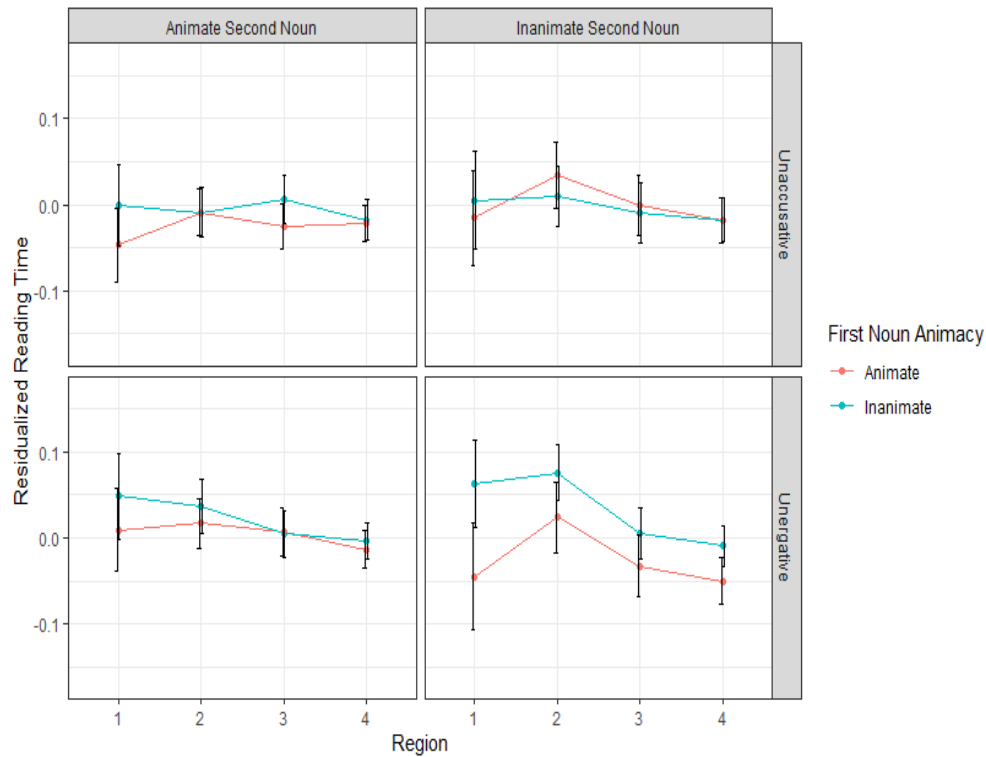 Animate Second Noun
Inanimate Second Noun
0.1
0.0
-0.1
Unaccusative
0.1
0.0
-0.1
Unergative
Residualized Reading Time
1 2 3 4
1 2 3 4
Region
First Noun Animacy
Animate
Inanimate